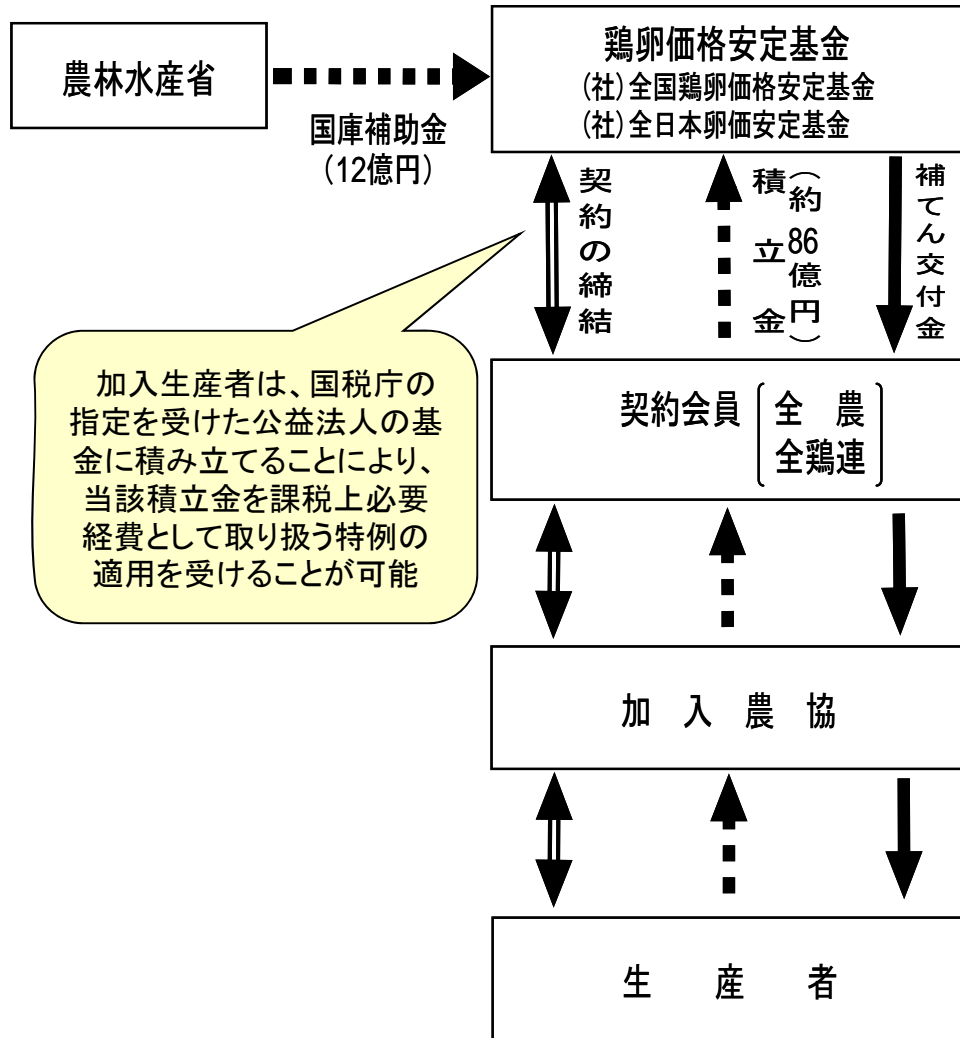 農林水産省
国庫補助金
（12億円）
鶏卵価格安定基金
（社）全国鶏卵価格安定基金
（社）全日本卵価安定基金
契約の締結
積立金
（約86億円）
補てん交付金
加入生産者は、国税庁の
指定を受けた公益法人の基
金に積み立てることにより、
当該積立金を課税上必要
経費として取り扱う特例の
適用を受けることが可能
契約会員
全　農
全鶏連
加　入　農　協
生　産　者